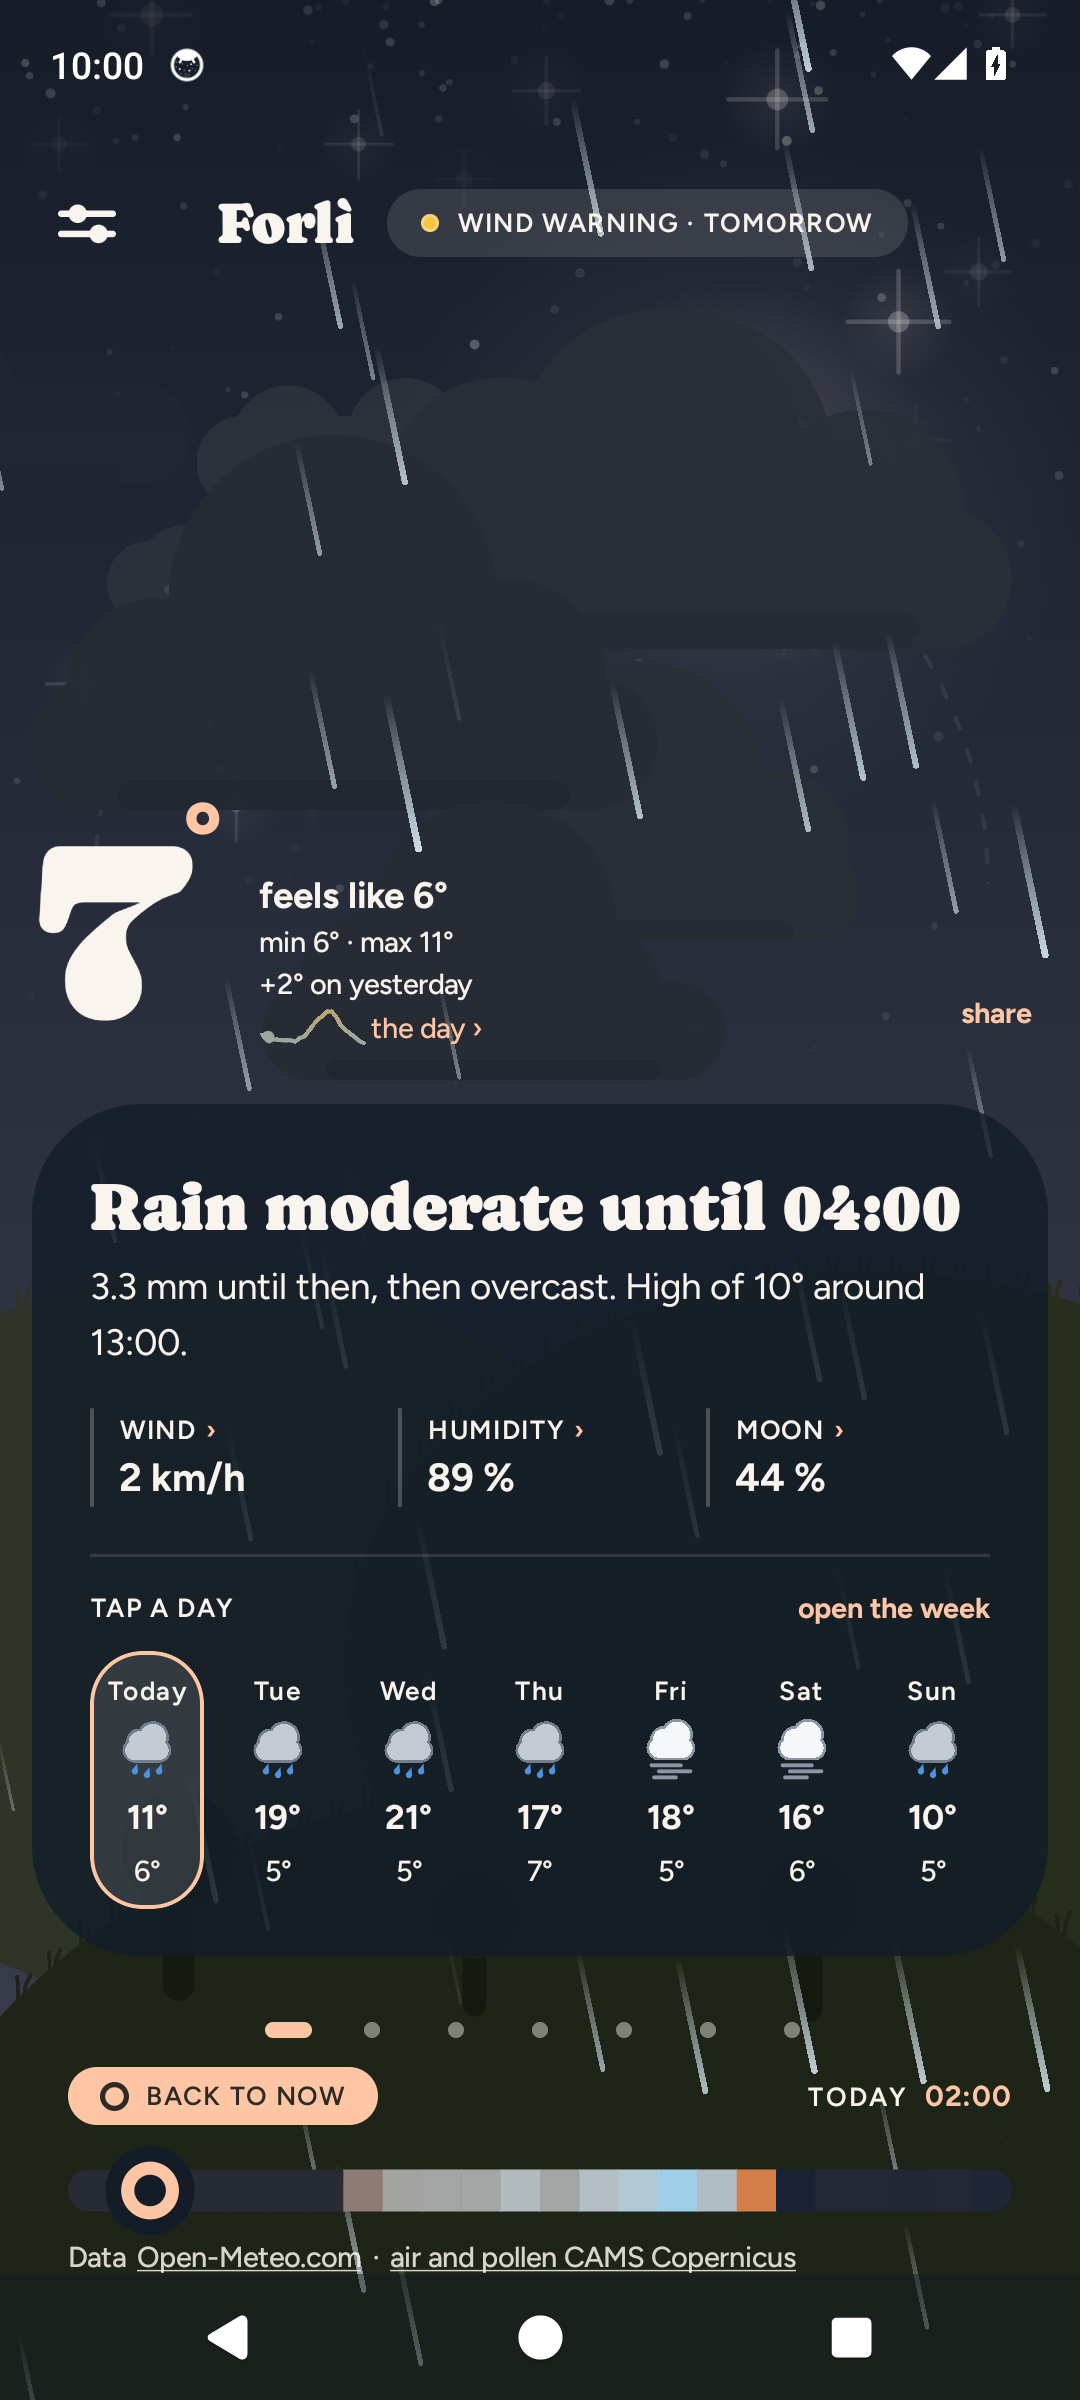 10:00
Forlì
WIND WARNING · TOMORROW
7°
feels like 6°
min 6° · max 11°
+2° on yesterday
the day ›
share
Rain moderate until 04:00
3.3 mm until then, then overcast. High of 10° around
13:00.
WIND › HUMIDITY › MOON ›
2 km/h 89 % 44 %
TAP A DAY open the week
Today Tue Wed Thu Fri Sat Sun
11° 19° 21° 17° 18° 16° 10°
6° 5° 5° 7° 5° 6° 5°
BACK TO NOW TODAY 02:00
Data Open-Meteo.com · air and pollen CAMS Copernicus